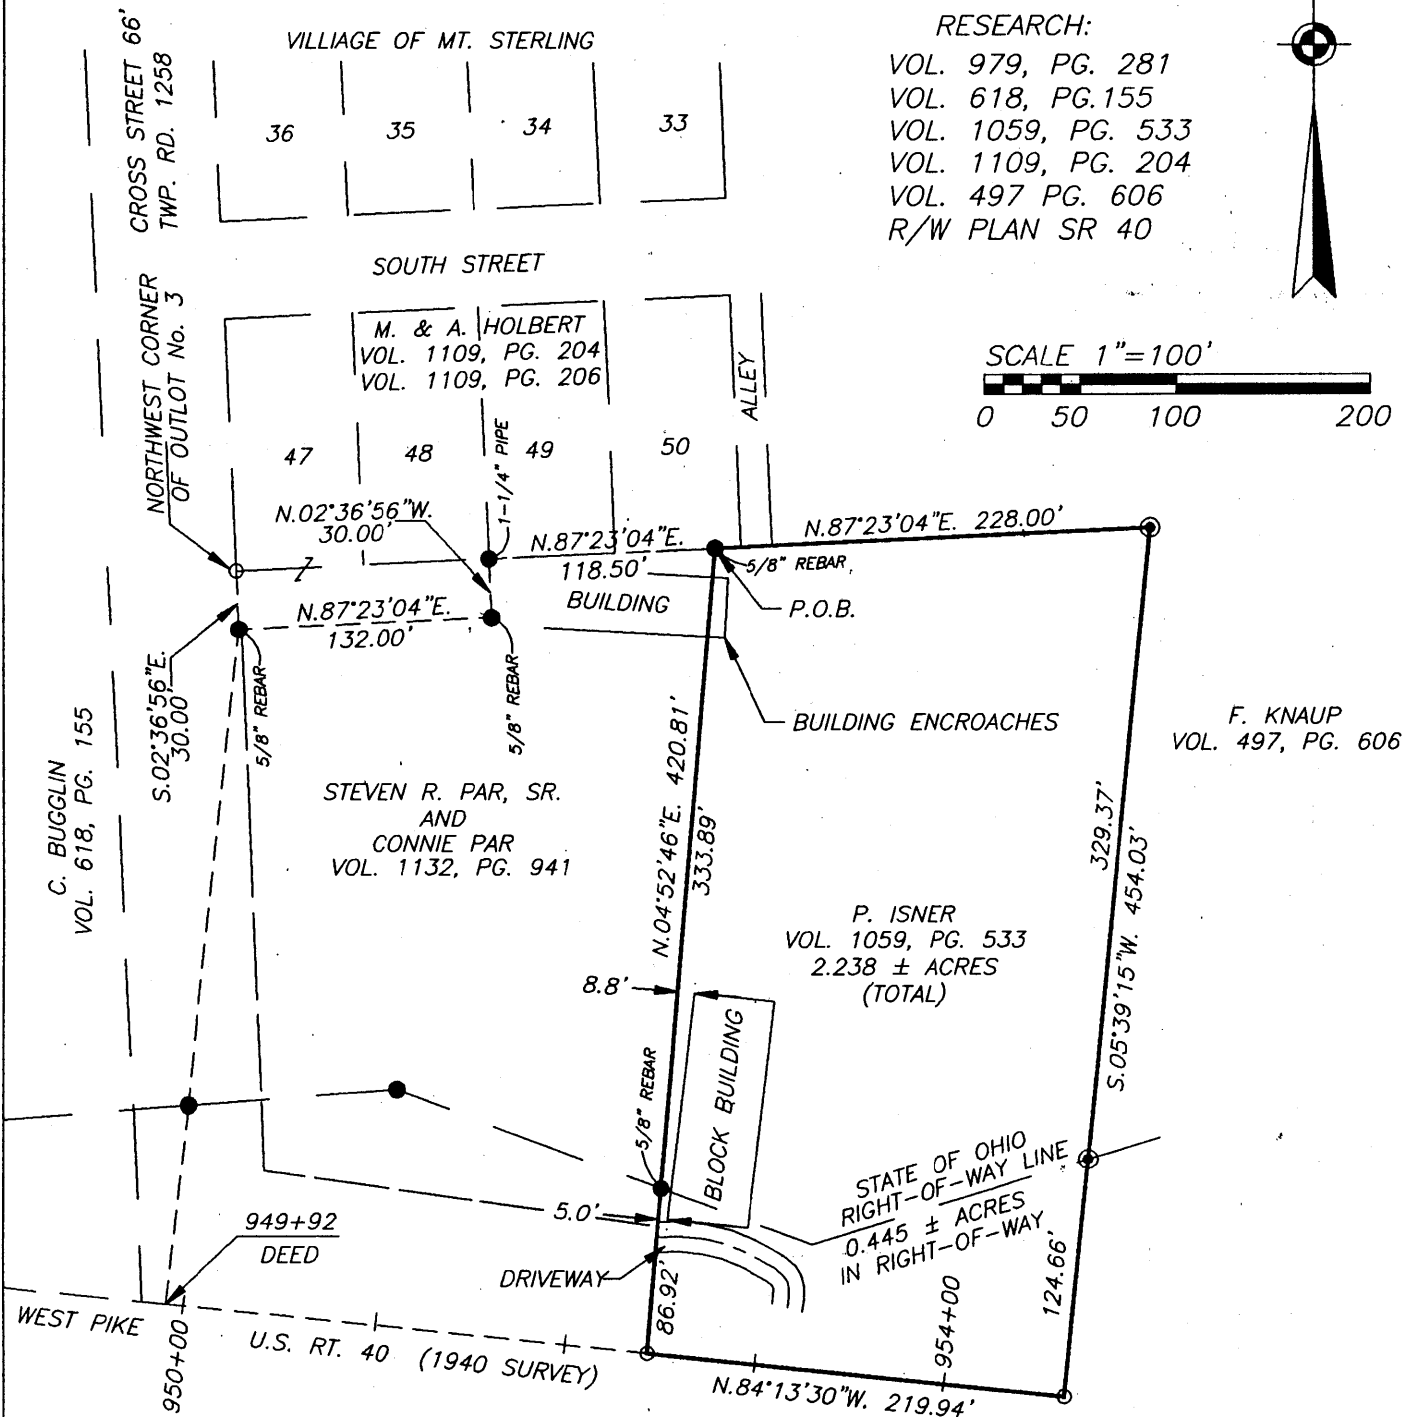 VILLIAGE OF MT. STERLING
CROSS STREET 66'
TWP. RD. 1258
36
35
34
33
RESEARCH:
VOL. 979, PG. 281
VOL. 618, PG.155
VOL. 1059, PG. 533
VOL. 1109, PG. 204
VOL. 497 PG. 606
R/W PLAN SR 40
SCALE 1"=100'
0 50 100 200
SOUTH STREET
NORTHWEST CORNER
OF OUTLOT No. 3
M. & A. HOLBERT
VOL. 1109, PG. 204
VOL. 1109, PG. 206
ALLEY
47
48
49
50
1-1/4" PIPE
N.02°36'56"W.
30.00'
N.87°23'04"E.
118.50'
N.87°23'04"E. 228.00'
5/8" REBAR
P.O.B.
BUILDING
N.87°23'04"E.
132.00'
S.02°36'56"E.
30.00'
5/8" REBAR
5/8" REBAR
BUILDING ENCROACHES
F. KNAUP
VOL. 497, PG. 606
C. BUGGLIN
VOL. 618, PG. 155
STEVEN R. PAR, SR.
AND
CONNIE PAR
VOL. 1132, PG. 941
N.04°52'46"E. 420.81'
333.89'
329.37'
S.05°39'15"W. 454.03'
P. ISNER
VOL. 1059, PG. 533
2.238 ± ACRES
(TOTAL)
8.8'
BLOCK BUILDING
5/8" REBAR
STATE OF OHIO
RIGHT-OF-WAY LINE
0.445 ± ACRES
IN RIGHT-OF-WAY
5.0'
949+92
DEED
DRIVEWAY
86.92'
124.66'
954+00
WEST PIKE
950+00
U.S. RT. 40 (1940 SURVEY)
N.84°13'30"W. 219.94'